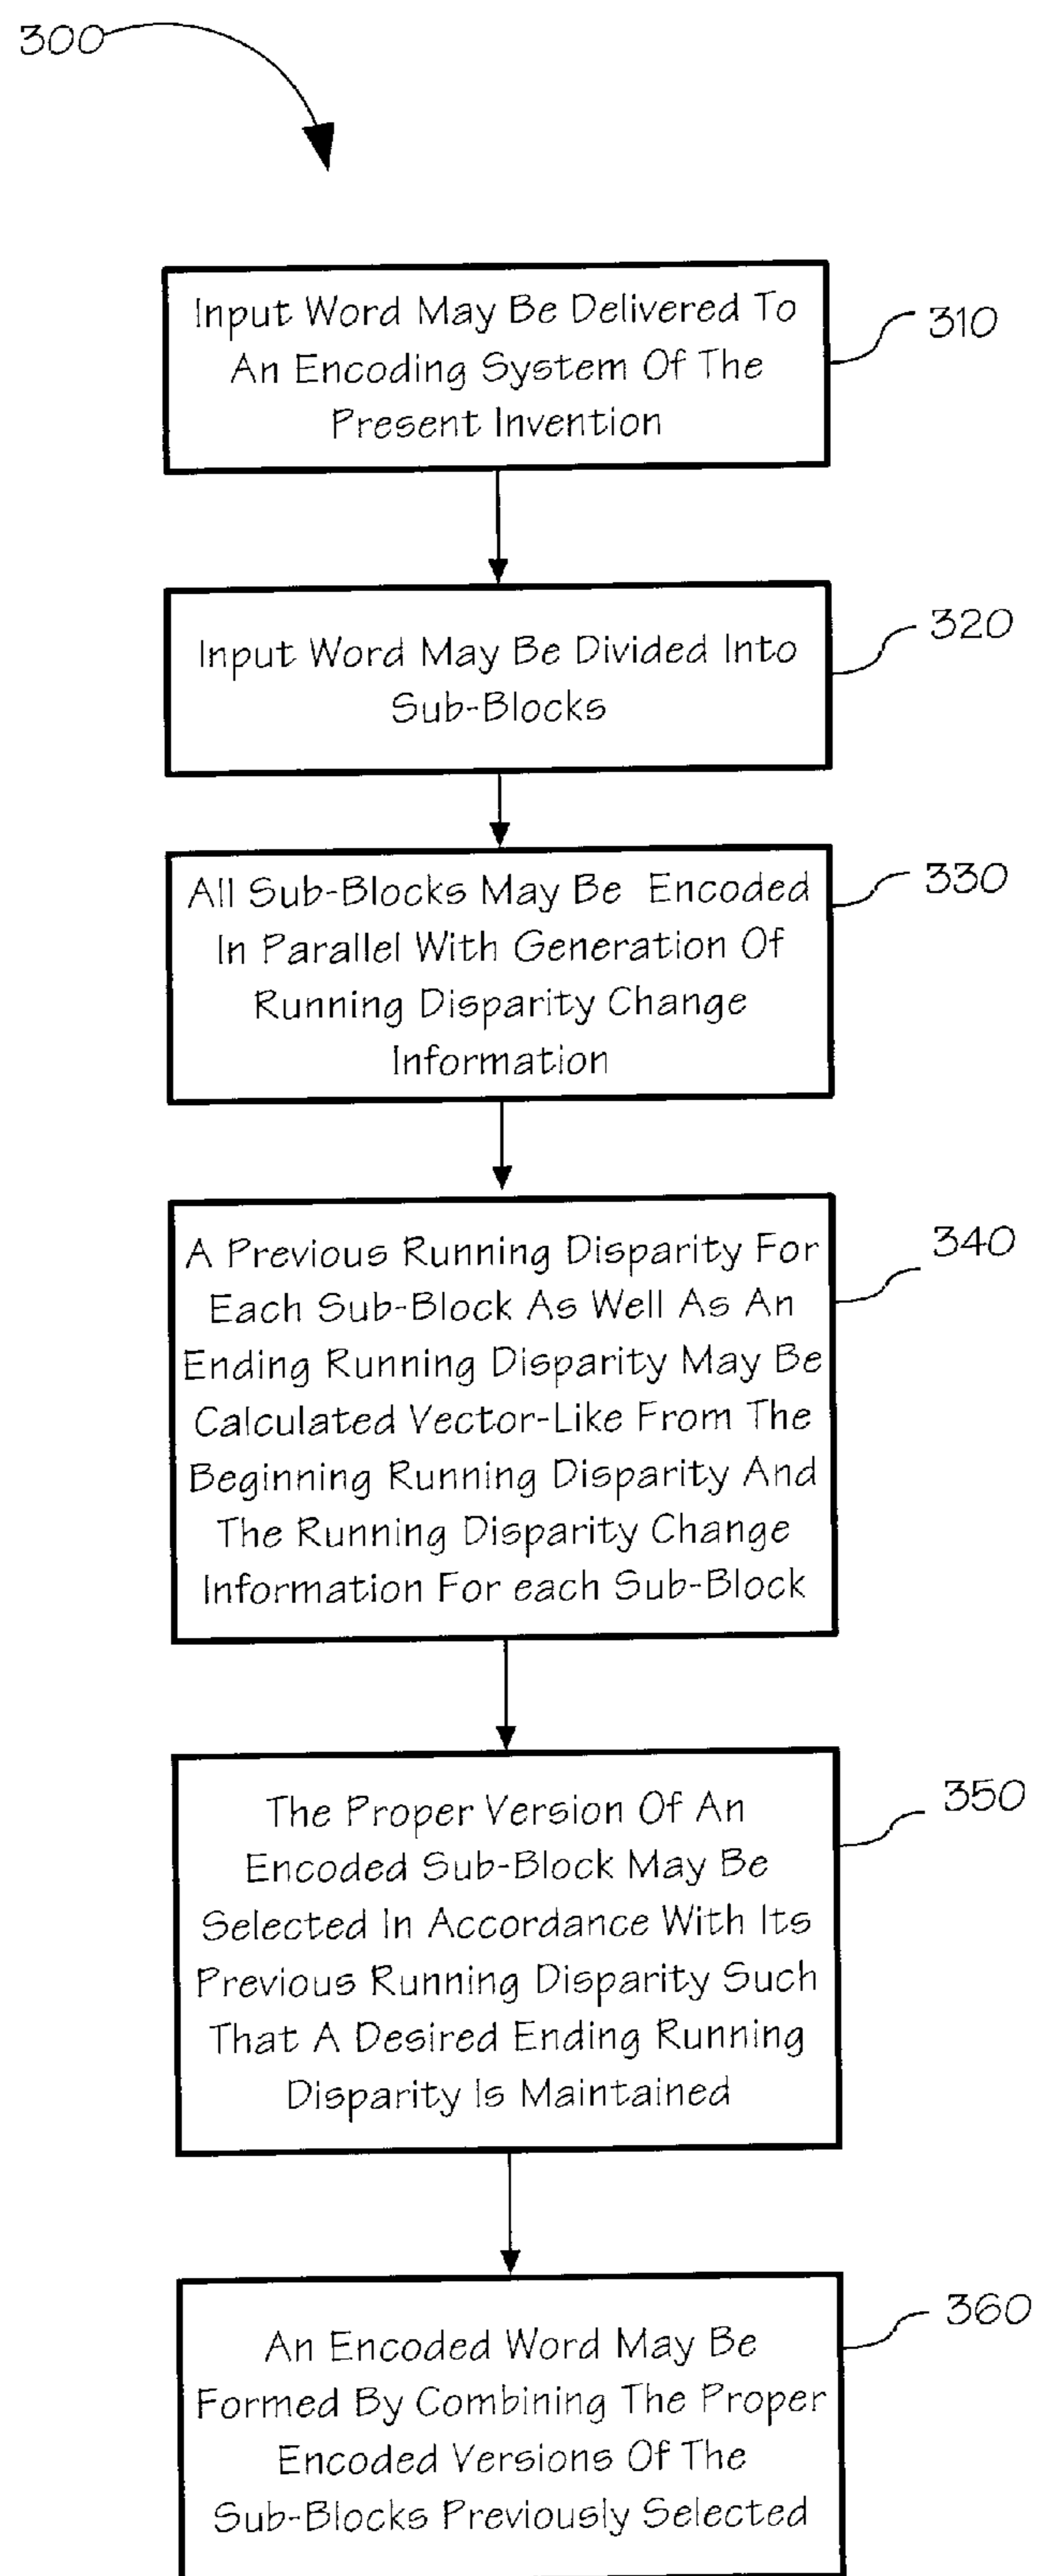 300
Input Word May Be Delivered To
An Encoding System Of The
Present Invention
310
Input Word May Be Divided Into
Sub-Blocks
320
All Sub-Blocks May Be Encoded
In Parallel With Generation Of
Running Disparity Change
Information
330
A Previous Running Disparity For
Each Sub-Block As Well As An
Ending Running Disparity May Be
Calculated Vector-Like From The
Beginning Running Disparity And
The Running Disparity Change
Information For each Sub-Block
340
The Proper Version Of An
Encoded Sub-Block May Be
Selected In Accordance With Its
Previous Running Disparity Such
That A Desired Ending Running
Disparity Is Maintained
350
An Encoded Word May Be
Formed By Combining The Proper
Encoded Versions Of The
Sub-Blocks Previously Selected
360